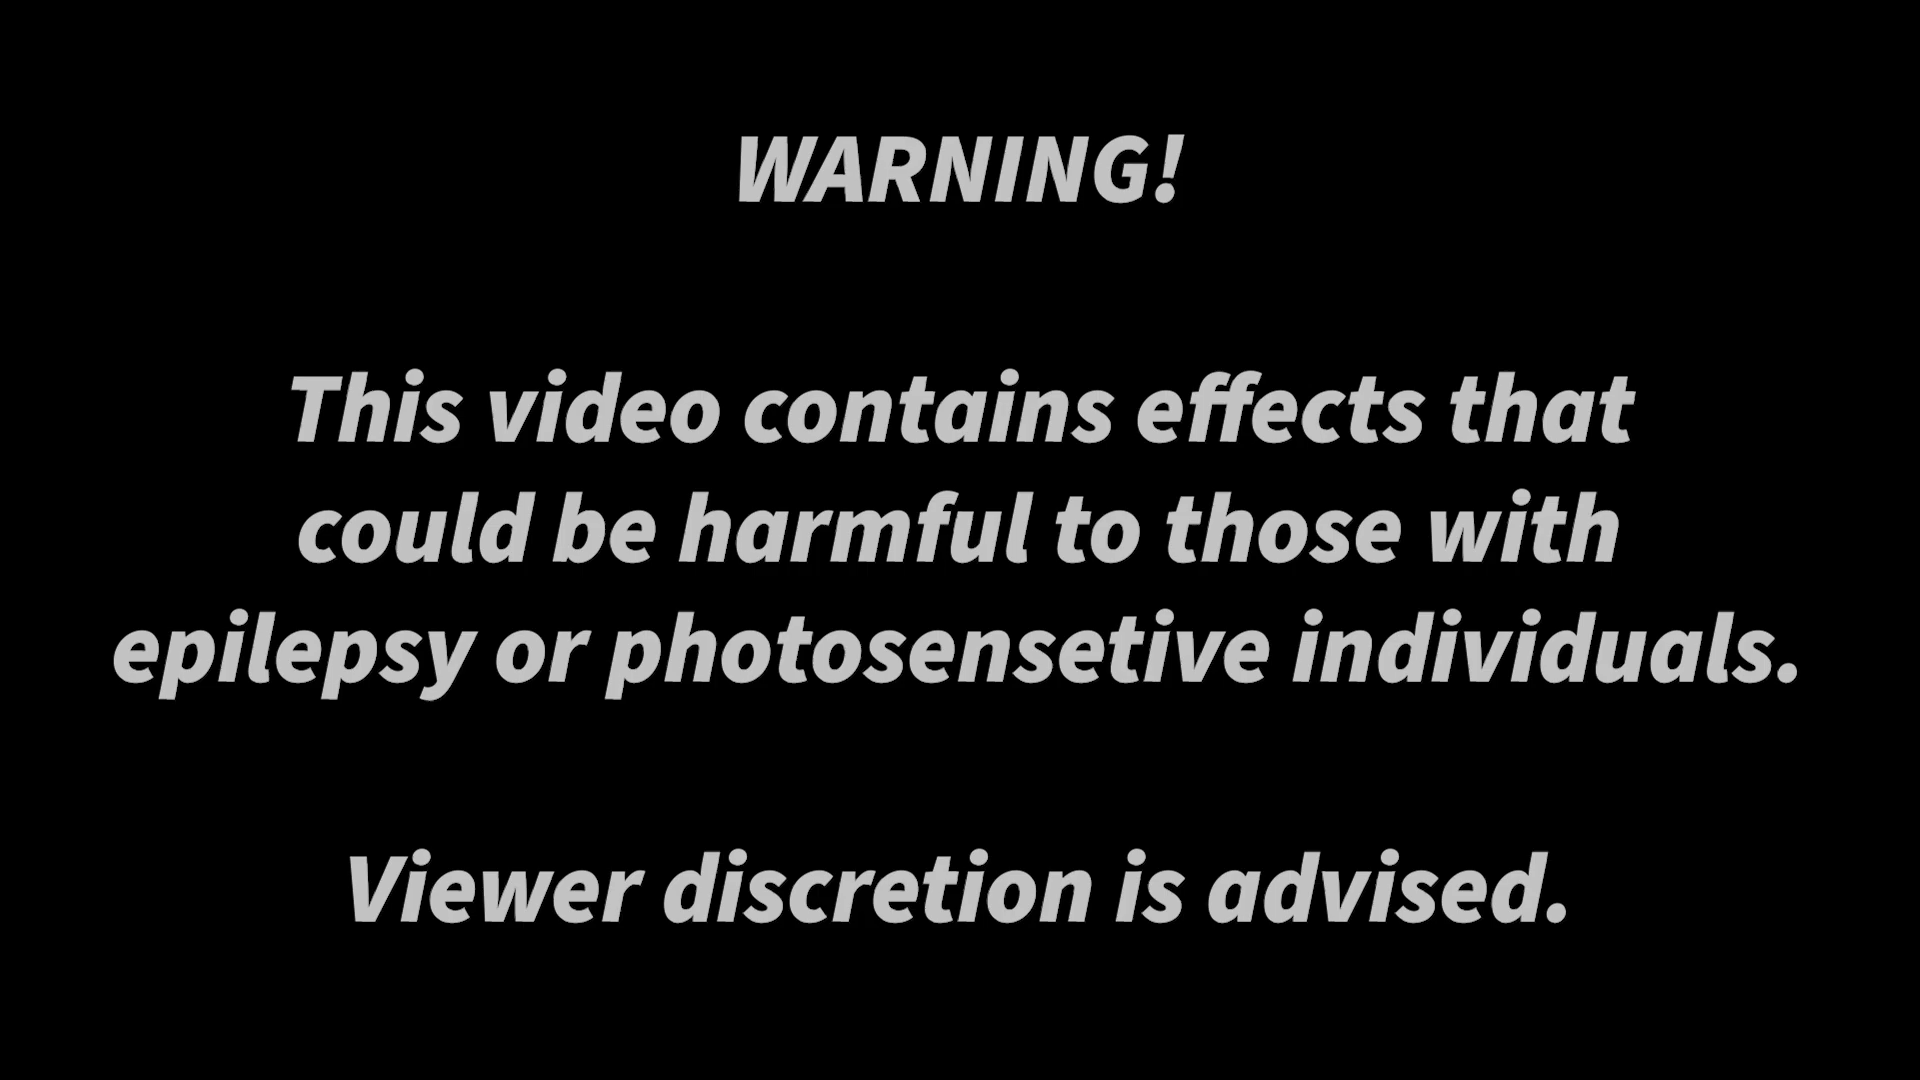 WARNING!
This video contains effects that
could be harmful to those with
epilepsy or photosensetive individuals.
Viewer discretion is advised.